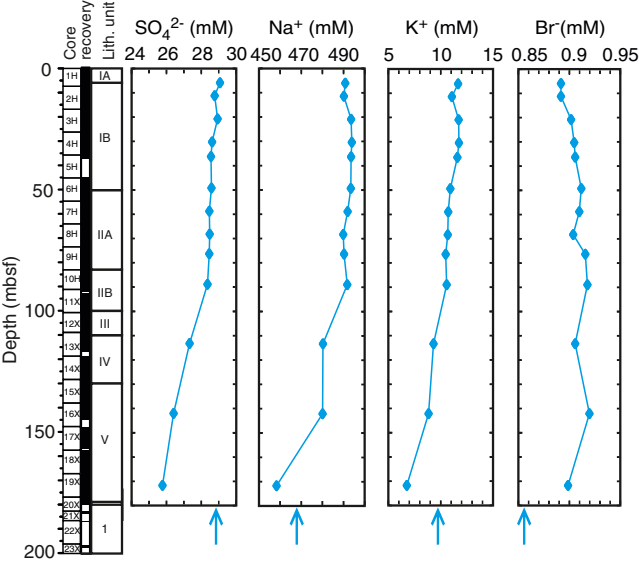 Core
recovery
Lith. unit
SO₄²⁻ (mM)
Na⁺ (mM)
K⁺ (mM)
Br⁻(mM)
24 26 28 30
450 470 490
5 10 15
0.85 0.9 0.95
Depth (mbsf)
0
50
100
150
200
1H
2H
3H
4H
5H
6H
7H
8H
9H
10H
11X
12X
13X
14X
15X
16X
17X
18X
19X
20X
21X
22X
23X
IA
IB
IIA
IIB
III
IV
V
1